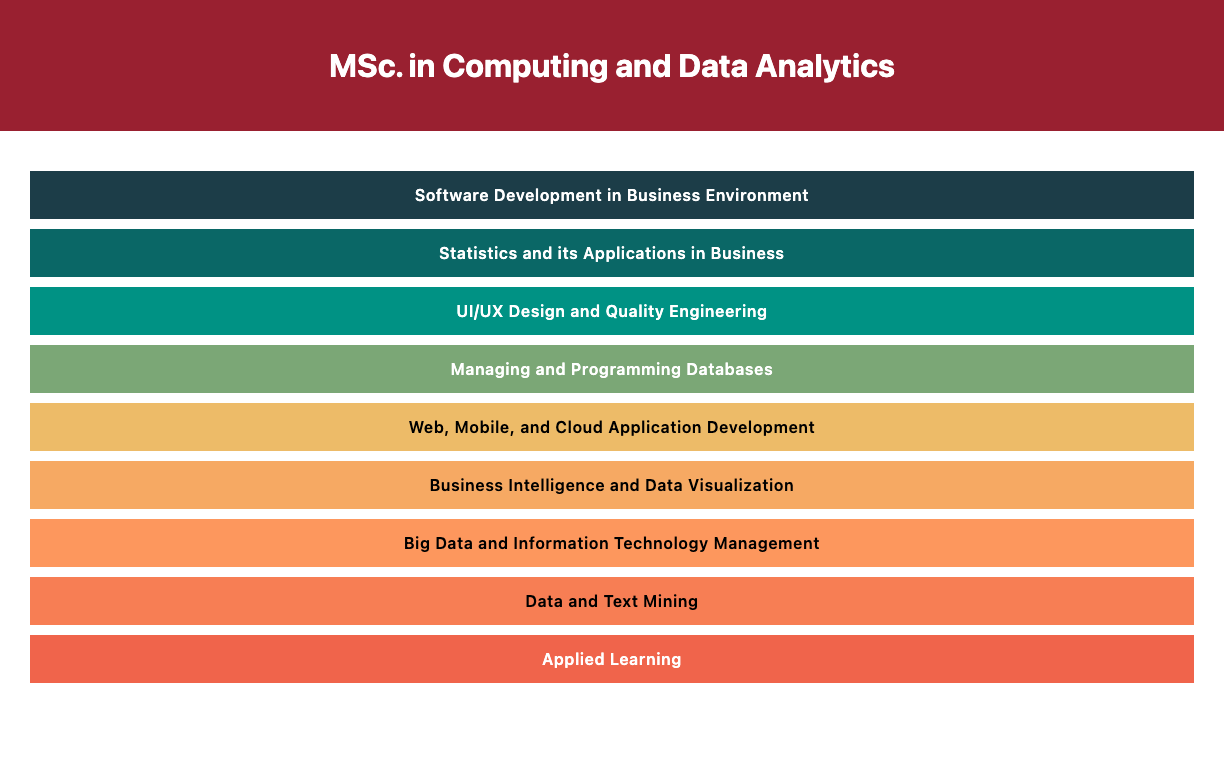 MSc. in Computing and Data Analytics
Software Development in Business Environment
Statistics and its Applications in Business
UI/UX Design and Quality Engineering
Managing and Programming Databases
Web, Mobile, and Cloud Application Development
Business Intelligence and Data Visualization
Big Data and Information Technology Management
Data and Text Mining
Applied Learning